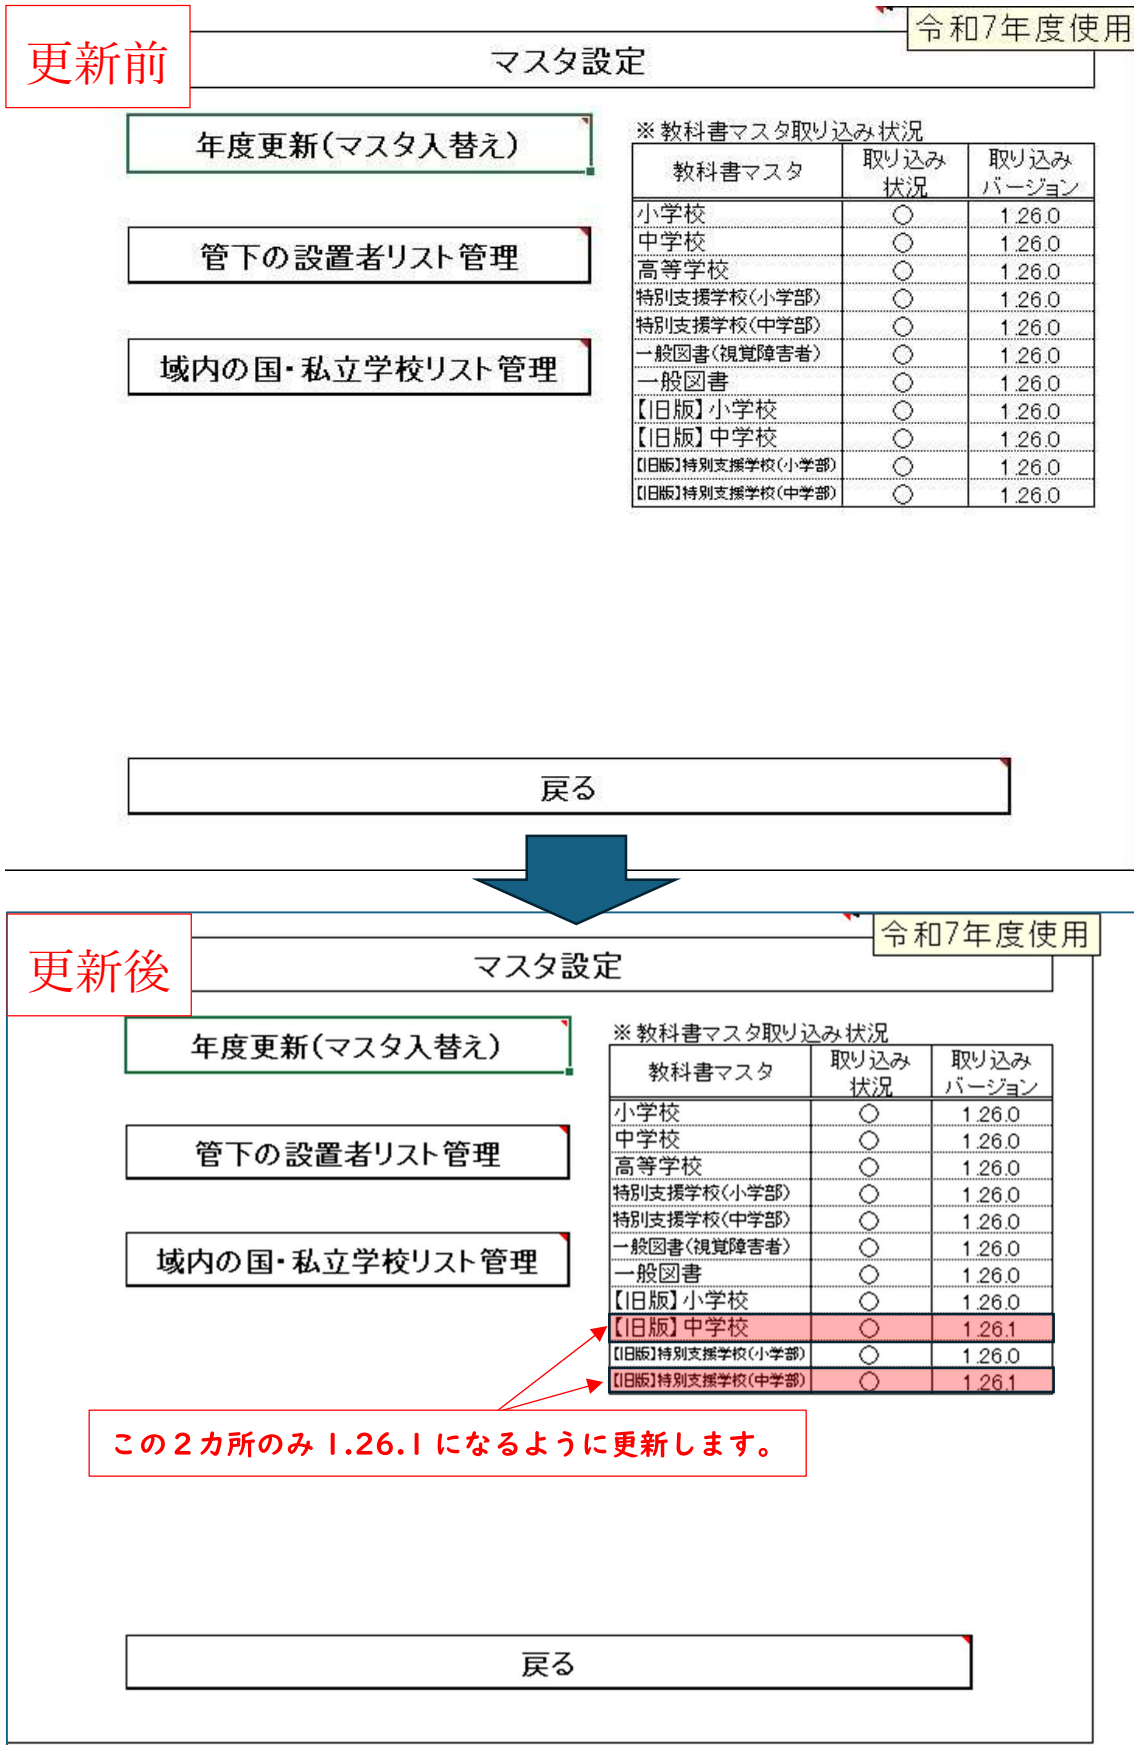 更新前
令和7年度使用
マスタ設定
年度更新(マスタ入替え)
管下の設置者リスト管理
域内の国・私立学校リスト管理
※教科書マスタ取り込み状況
教科書マスタ 取り込み状況 取り込みバージョン
小学校 ○ 1.26.0
中学校 ○ 1.26.0
高等学校 ○ 1.26.0
特別支援学校(小学部) ○ 1.26.0
特別支援学校(中学部) ○ 1.26.0
一般図書(視覚障害者) ○ 1.26.0
一般図書 ○ 1.26.0
【旧版】小学校 ○ 1.26.0
【旧版】中学校 ○ 1.26.0
【旧版】特別支援学校(小学部) ○ 1.26.0
【旧版】特別支援学校(中学部) ○ 1.26.0
戻る
更新後
令和7年度使用
マスタ設定
年度更新(マスタ入替え)
管下の設置者リスト管理
域内の国・私立学校リスト管理
※教科書マスタ取り込み状況
教科書マスタ 取り込み状況 取り込みバージョン
小学校 ○ 1.26.0
中学校 ○ 1.26.0
高等学校 ○ 1.26.0
特別支援学校(小学部) ○ 1.26.0
特別支援学校(中学部) ○ 1.26.0
一般図書(視覚障害者) ○ 1.26.0
一般図書 ○ 1.26.0
【旧版】小学校 ○ 1.26.0
【旧版】中学校 ○ 1.26.1
【旧版】特別支援学校(小学部) ○ 1.26.0
【旧版】特別支援学校(中学部) ○ 1.26.1
この2カ所のみ1.26.1になるように更新します。
戻る